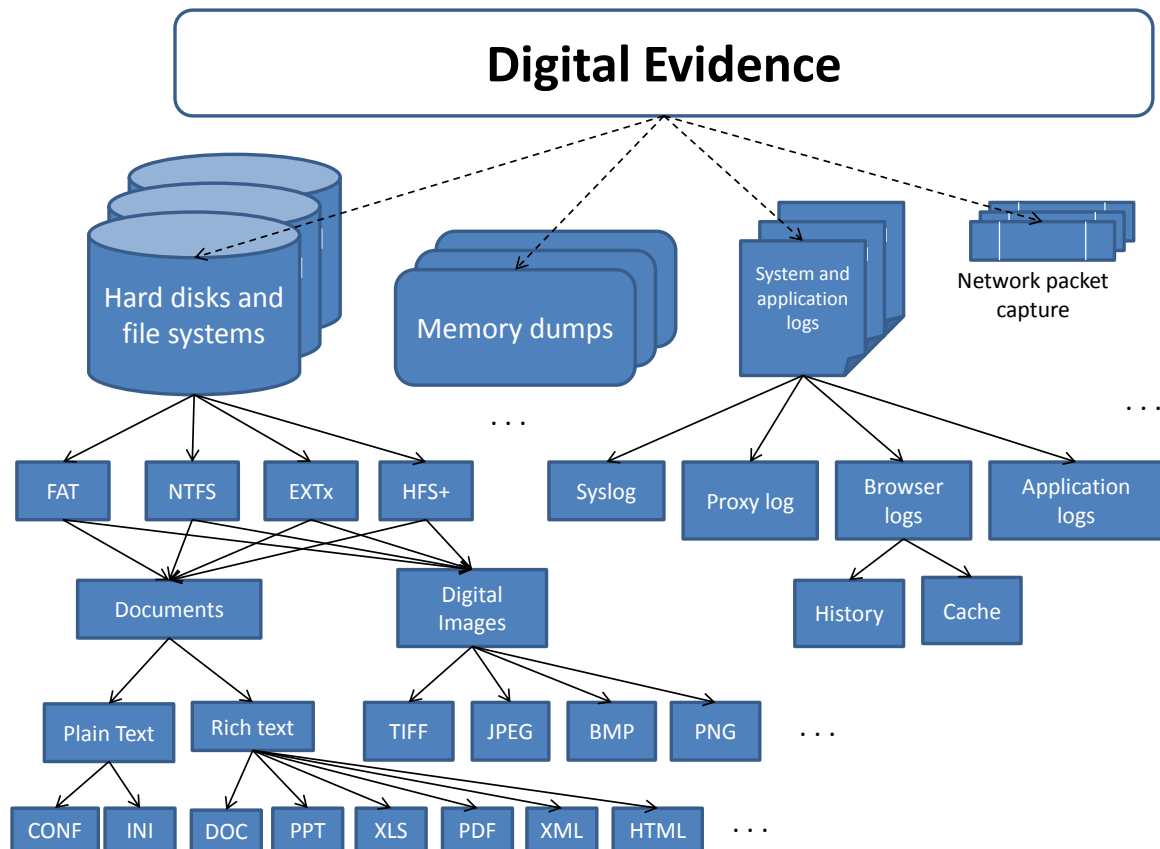 Digital Evidence
Hard disks and
file systems
Memory dumps
System and
application
logs
Network packet
capture
. . .
. . .
FAT
NTFS
EXTx
HFS+
Syslog
Proxy log
Browser
logs
Application
logs
Documents
Digital
Images
History
Cache
Plain Text
Rich text
TIFF
JPEG
BMP
PNG
. . .
CONF
INI
DOC
PPT
XLS
PDF
XML
HTML
. . .